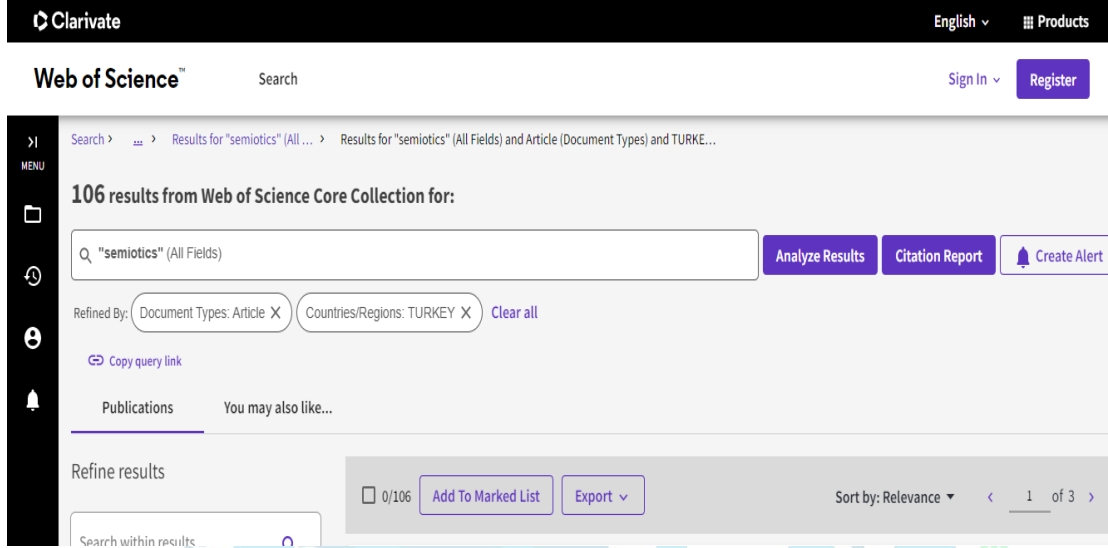 Clarivate
English
Products
Web of Science™
Search
Sign In
Register
MENU
Search > ... > Results for "semiotics" (All ... > Results for "semiotics" (All Fields) and Article (Document Types) and TURKE...
106 results from Web of Science Core Collection for:
"semiotics" (All Fields)
Analyze Results
Citation Report
Create Alert
Refined By: Document Types: Article X Countries/Regions: TURKEY X Clear all
Copy query link
Publications
You may also like...
Refine results
0/106
Add To Marked List
Export
Sort by: Relevance
< 1 of 3 >
Search within results